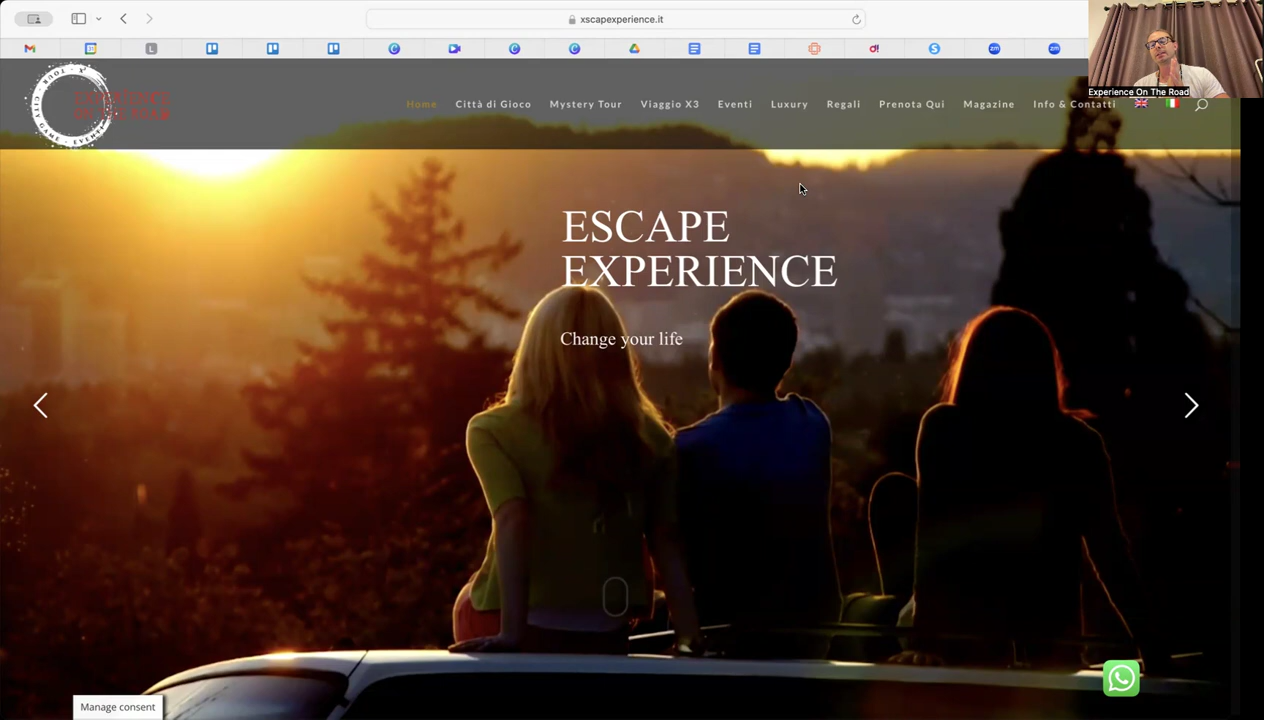 xscapexperience.it
Experience On The Road
Home
Città di Gioco
Mystery Tour
Viaggio X3
Eventi
Luxury
Regali
Prenota Qui
Magazine
Info & Contatti
ESCAPE
EXPERIENCE
Change your life
Manage consent